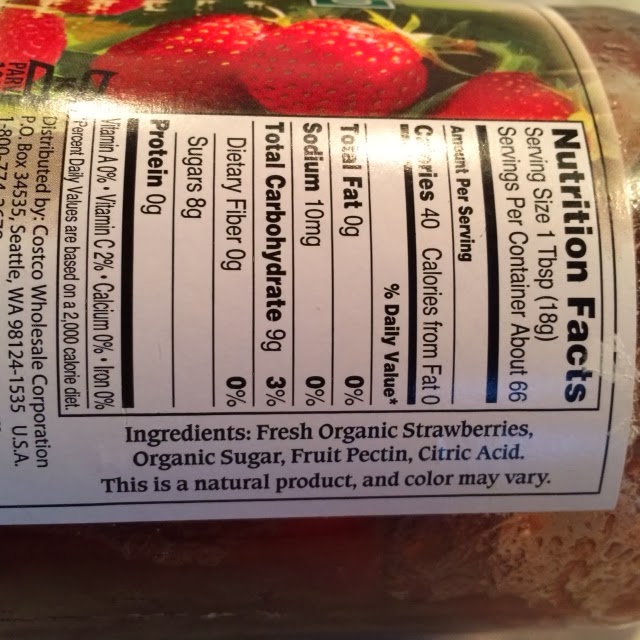 Nutrition Facts
Serving Size 1 Tbsp (18g)
Servings Per Container About 66
Amount Per Serving
Calories 40 Calories from Fat 0
% Daily Value*
Total Fat 0g 0%
Sodium 10mg 0%
Total Carbohydrate 9g 3%
Dietary Fiber 0g 0%
Sugars 8g
Protein 0g
Vitamin A 0% • Vitamin C 2% • Calcium 0% • Iron 0%
*Percent Daily Values are based on a 2,000 calorie diet.
Ingredients: Fresh Organic Strawberries,
Organic Sugar, Fruit Pectin, Citric Acid.
This is a natural product, and color may vary.
Distributed by: Costco Wholesale Corporation
P.O. Box 34535, Seattle, WA 98124-1535 U.S.A.